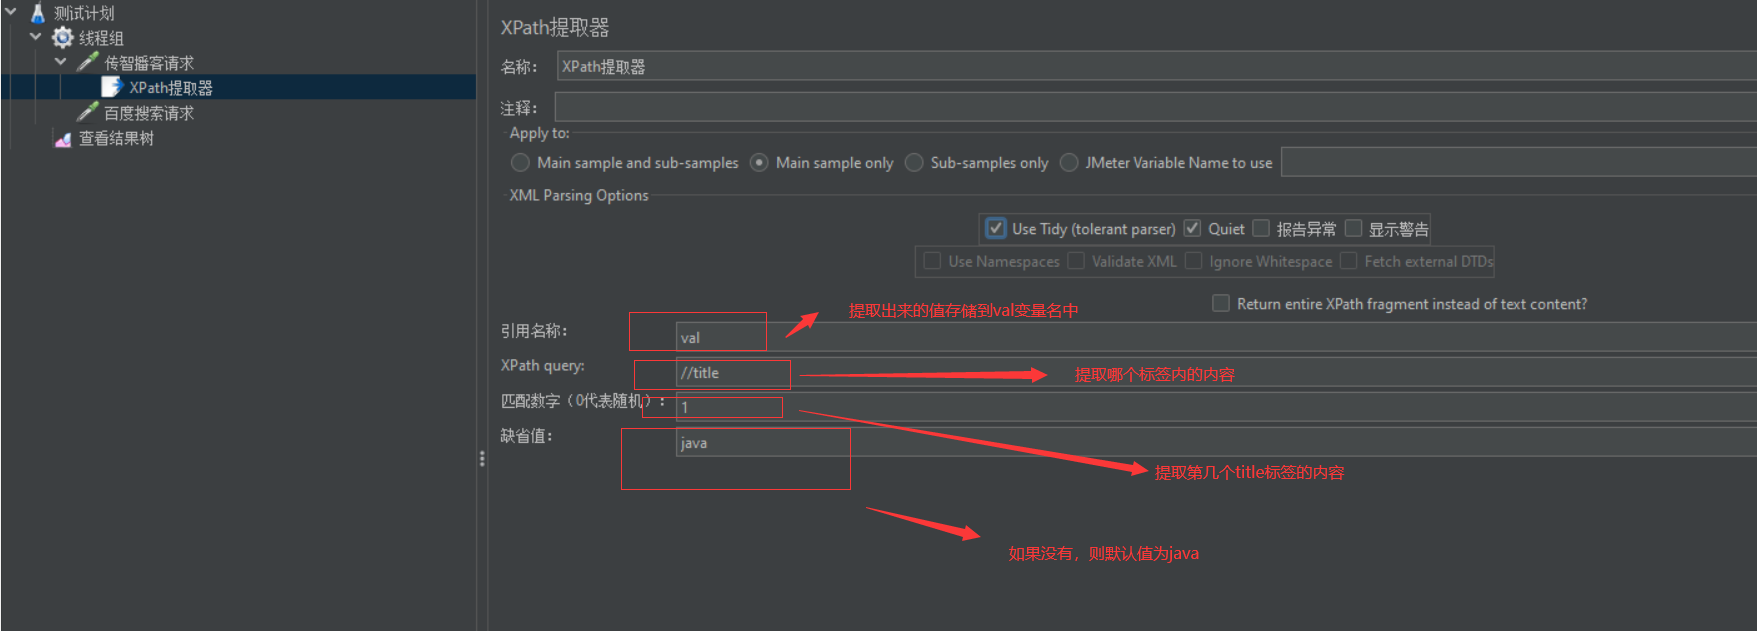 测试计划
线程组
传智播客请求
XPath提取器
百度搜索请求
查看结果树
XPath提取器
名称： XPath提取器
注释：
Apply to:
Main sample and sub-samples Main sample only Sub-samples only JMeter Variable Name to use
XML Parsing Options
Use Tidy (tolerant parser) Quiet 报告异常 显示警告
Use Namespaces Validate XML Ignore Whitespace Fetch external DTDs
Return entire XPath fragment instead of text content?
提取出来的值存储到val变量名中
引用名称： val
XPath query: //title
提取哪个标签内的内容
匹配数字（0代表随机）： 1
缺省值： java
提取第几个title标签的内容
如果没有，则默认值为java